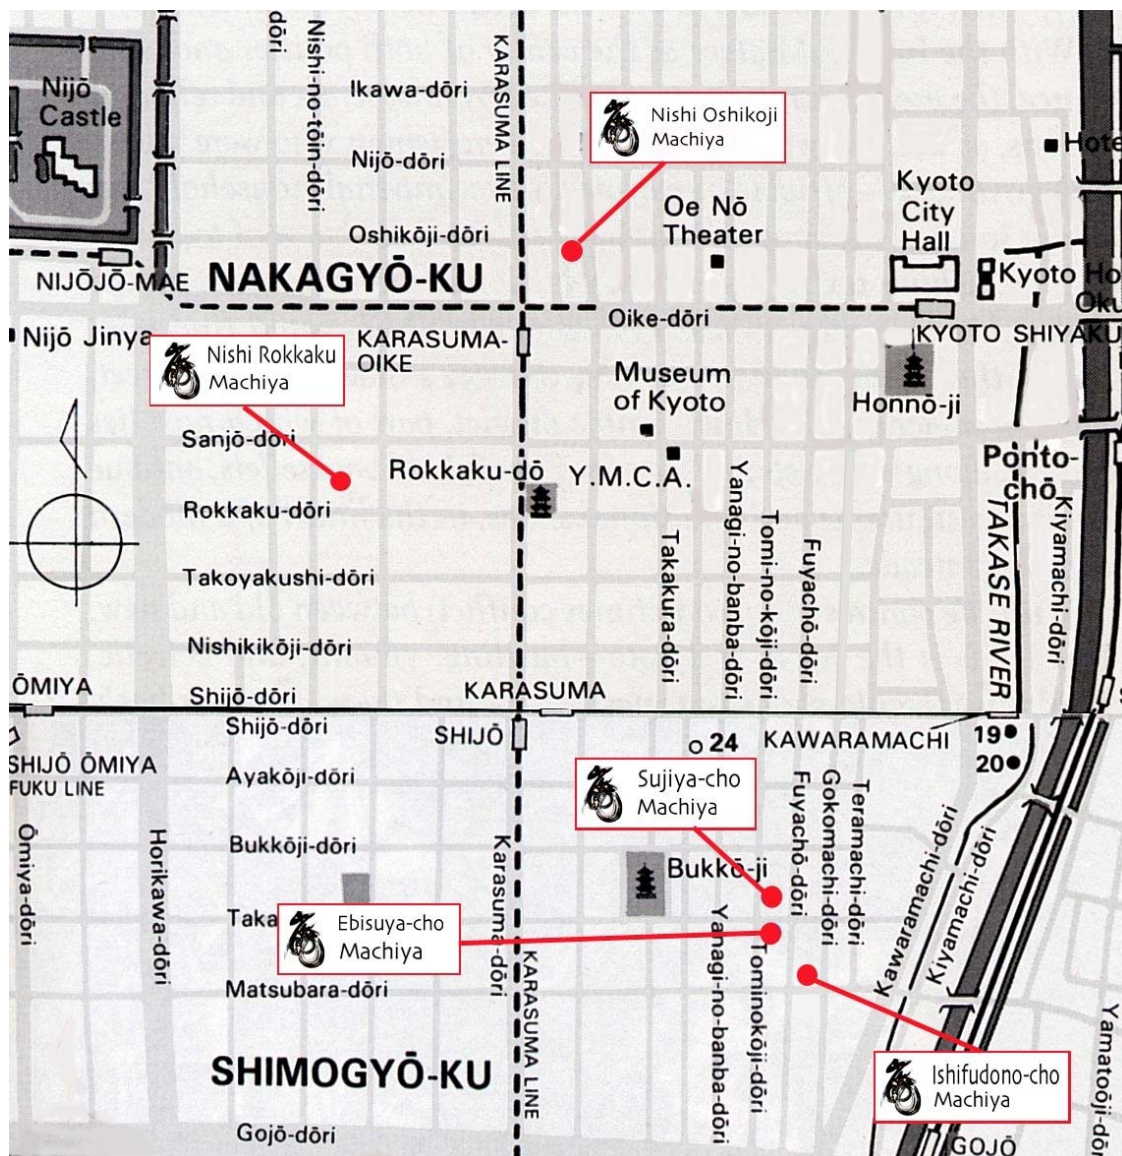 Nijō
Castle
dōri
Nishi-no-tōin-dōri
Ikawa-dōri
Nijō-dōri
Oshikōji-dōri
KARASUMA LINE
Nishi Oshikoji
Machiya
Oe Nō
Theater
Kyoto
City
Hall
Hote
Kyoto Ho
Oku
NIJŌJŌ-MAE
NAKAGYŌ-KU
Nijō Jinya
Oike-dōri
KARASUMA-
OIKE
KYOTO SHIYAKU
Nishi Rokkaku
Machiya
Museum
of Kyoto
Honnō-ji
Sanjō-dōri
Rokkaku-dō
Y.M.C.A.
Ponto-
chō
Rokkaku-dōri
Takoyakushi-dōri
Nishikikōji-dōri
Takakura-dōri
Yanagi-no-banba-dōri
Tomi-no-kōji-dōri
Fuyachō-dōri
TAKASE RIVER
Kiyamachi-dōri
ŌMIYA
Shijō-dōri
KARASUMA
Shijō-dōri
SHIJŌ
24
KAWARAMACHI
19
20
SHIJŌ ŌMIYA
FUKU LINE
Ayakōji-dōri
Sujiya-cho
Machiya
Fuyachō-dōri
Gokomachi-dōri
Teramachi-dōri
Ōmiya-dōri
Horikawa-dōri
Bukkōji-dōri
Karasuma-dōri
Bukkō-ji
Kawaramachi-dōri
Kiyamachi-dōri
Taka
Ebisuya-cho
Machiya
Yanagi-no-banba-dōri
Tominokōji-dōri
Matsubara-dōri
KARASUMA LINE
Yamatoōji-dōri
SHIMOGYŌ-KU
Ishifudono-cho
Machiya
Gojō-dōri
GOJŌ